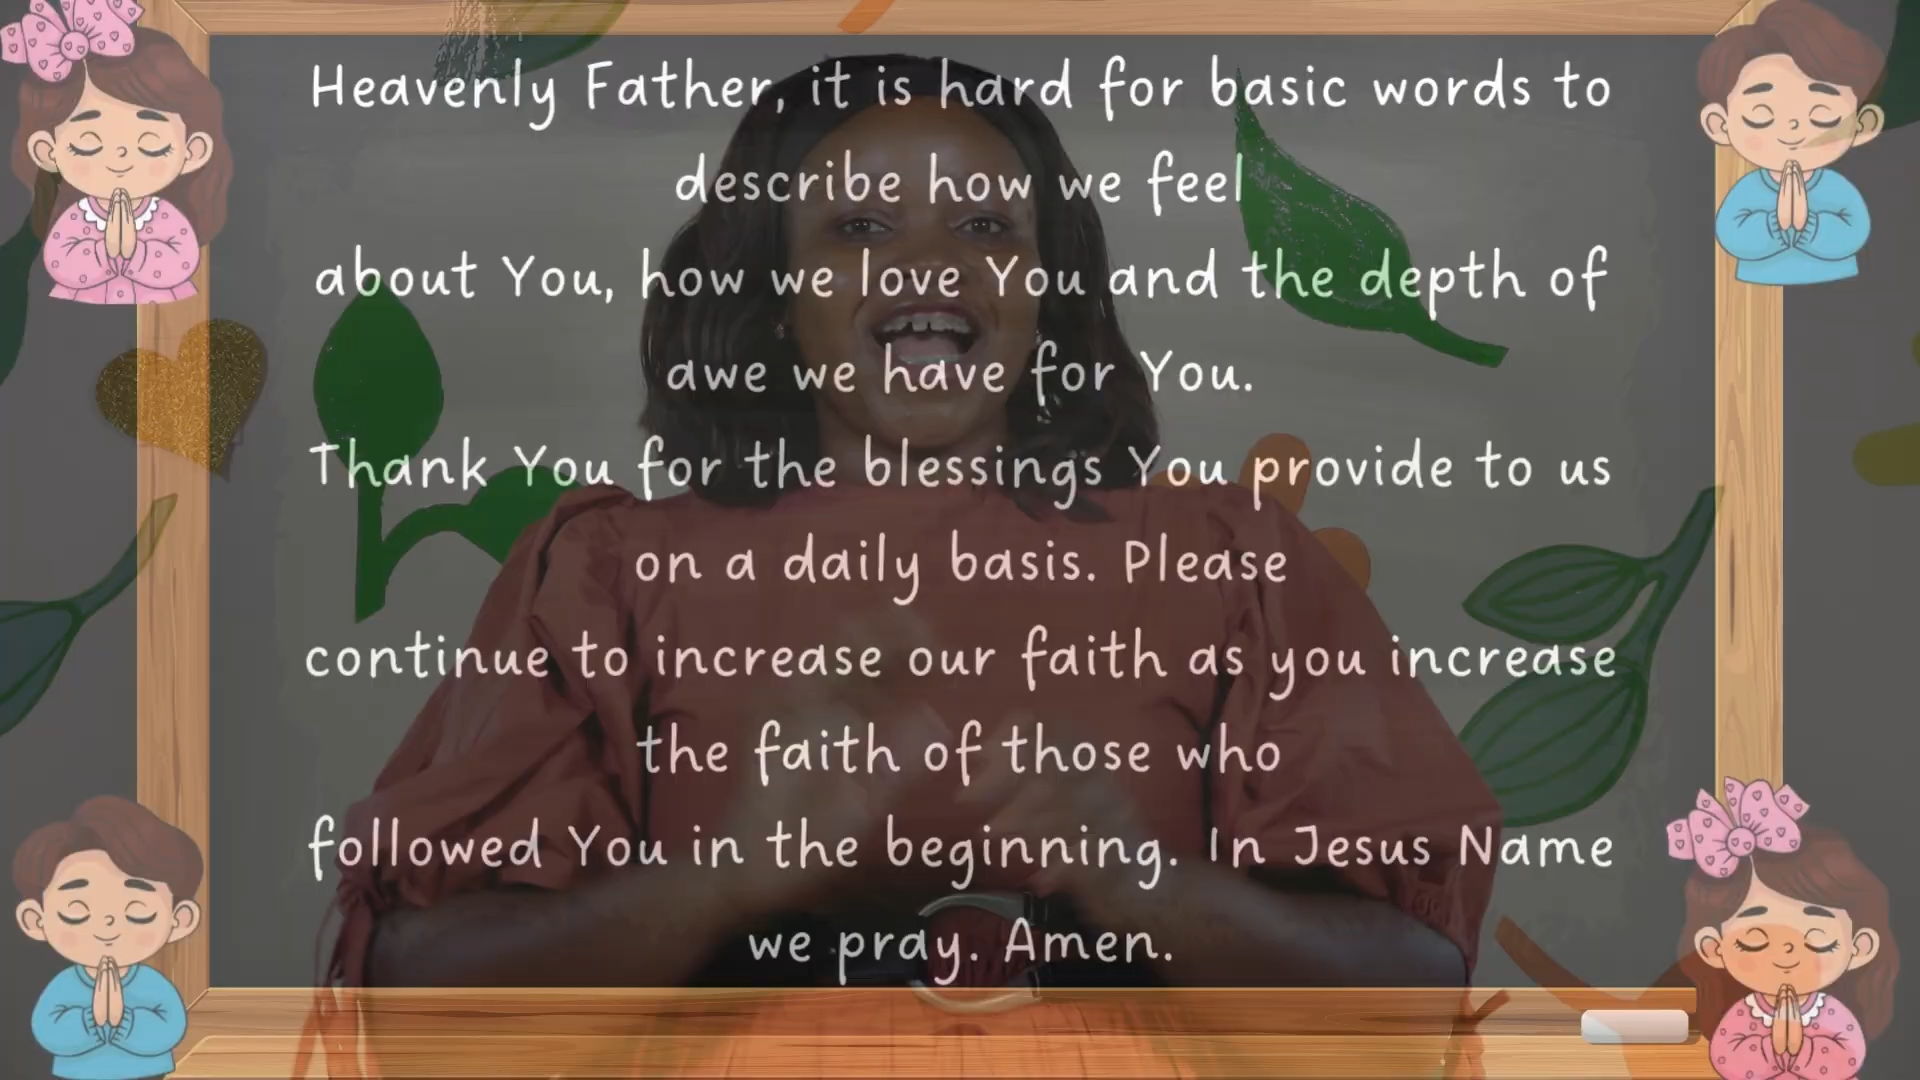 Heavenly Father, it is hard for basic words to
describe how we feel
about You, how we love You and the depth of
awe we have for You.
Thank You for the blessings You provide to us
on a daily basis. Please
continue to increase our faith as you increase
the faith of those who
followed You in the beginning. In Jesus Name
we pray. Amen.